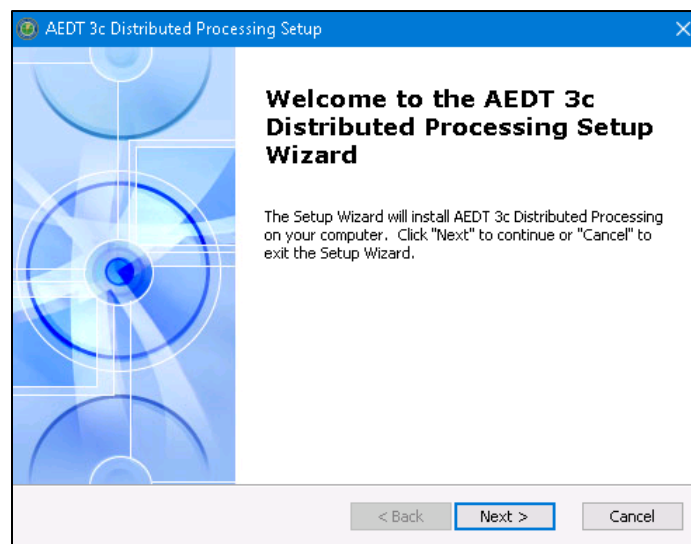 AEDT 3c Distributed Processing Setup
Welcome to the AEDT 3c
Distributed Processing Setup
Wizard
The Setup Wizard will install AEDT 3c Distributed Processing
on your computer. Click "Next" to continue or "Cancel" to
exit the Setup Wizard.
< Back Next > Cancel